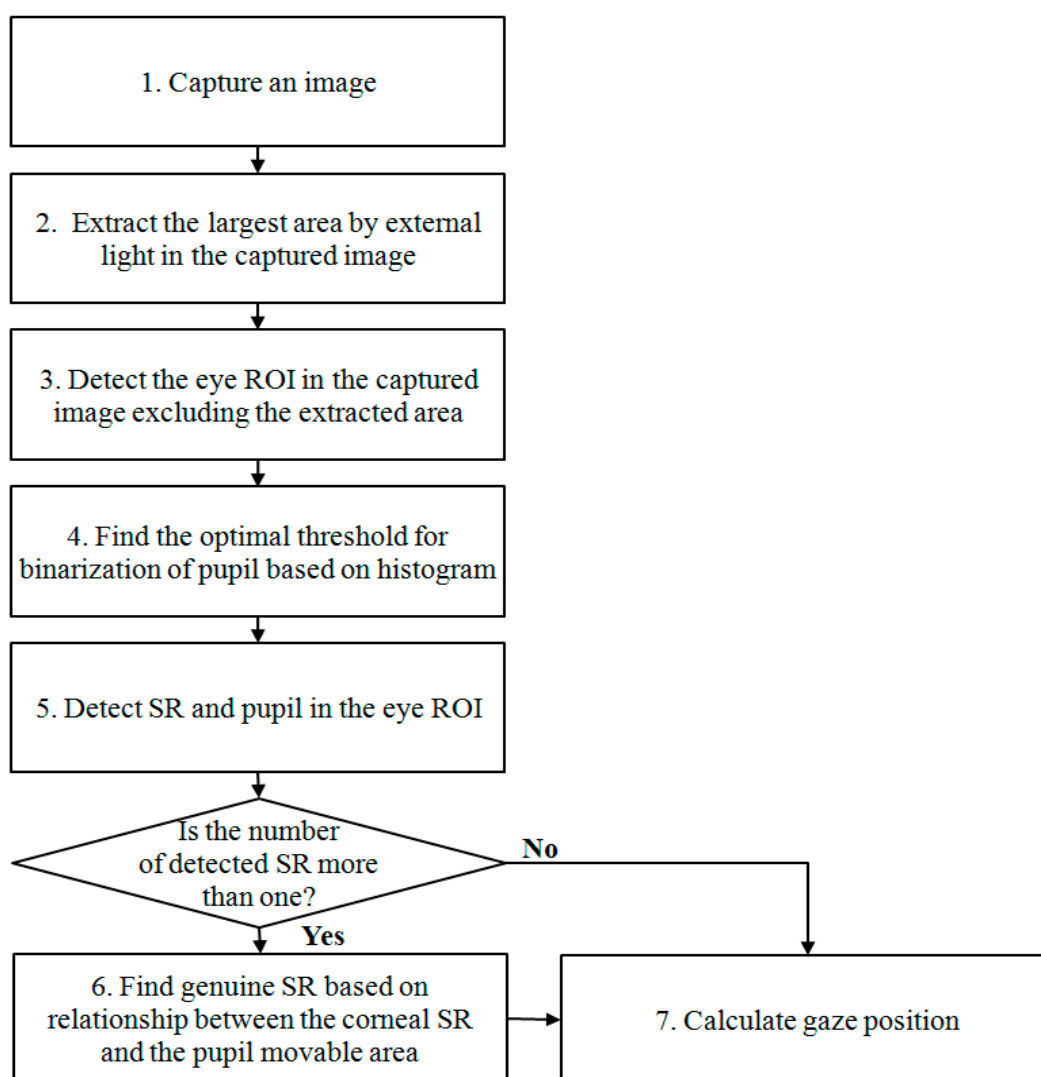 1. Capture an image
2. Extract the largest area by external
light in the captured image
3. Detect the eye ROI in the captured
image excluding the extracted area
4. Find the optimal threshold for
binarization of pupil based on histogram
5. Detect SR and pupil in the eye ROI
Is the number
of detected SR more
than one?
No
Yes
6. Find genuine SR based on
relationship between the corneal SR
and the pupil movable area
7. Calculate gaze position